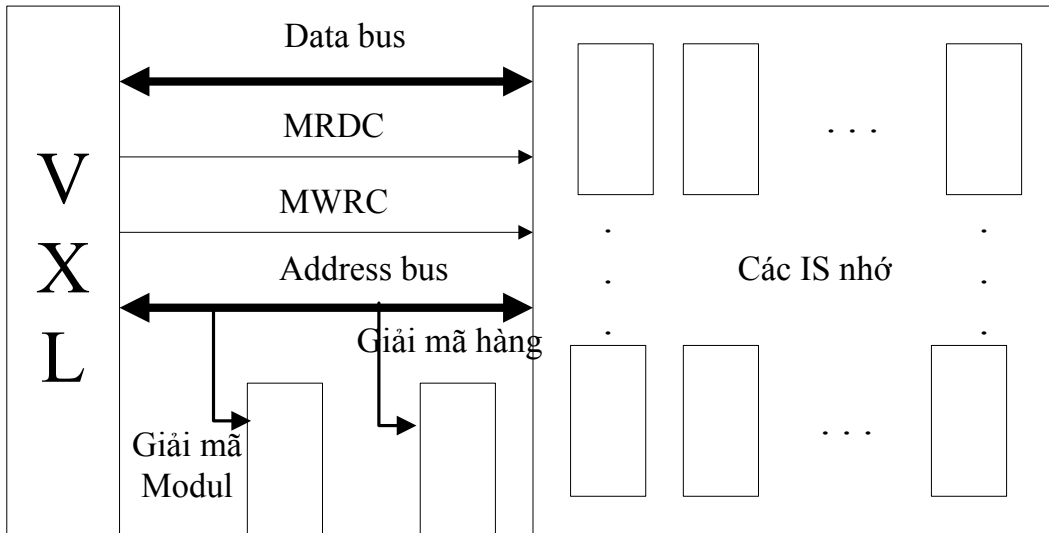 V
X
L
Data bus
MRDC
MWRC
Address bus
Giải mã hàng
Giải mã
Modul
. . .
Các IS nhớ
. . .